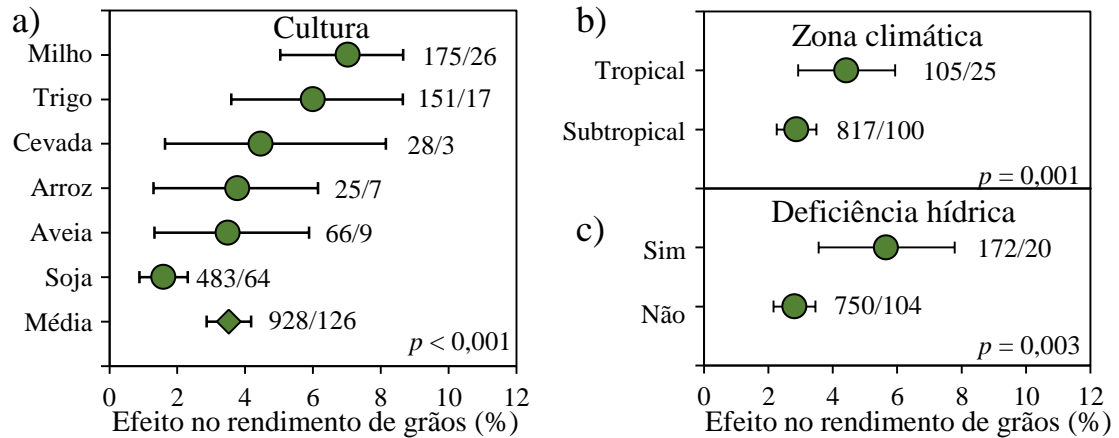 a)
Cultura
Milho
175/26
Trigo
151/17
Cevada
28/3
Arroz
25/7
Aveia
66/9
Soja
483/64
Média
928/126
p < 0,001
0 2 4 6 8 10 12
Efeito no rendimento de grãos (%)
b)
Zona climática
Tropical
105/25
Subtropical
817/100
p = 0,001
c)
Deficiência hídrica
Sim
172/20
Não
750/104
p = 0,003
0 2 4 6 8 10 12
Efeito no rendimento de grãos (%)